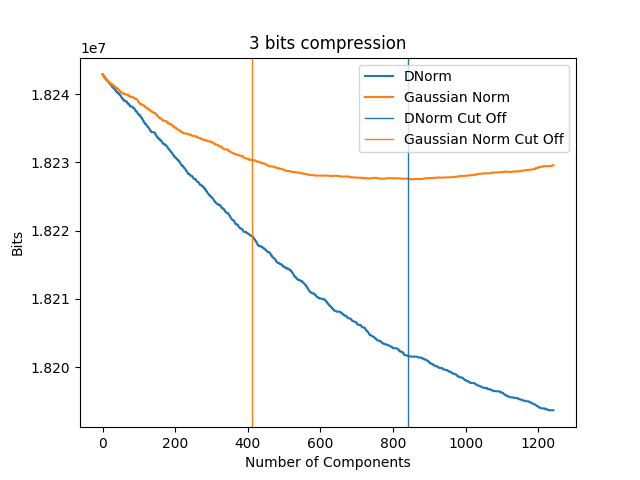 3 bits compression
1e7
1.824
1.823
1.822
1.821
1.820
Bits
DNorm
Gaussian Norm
DNorm Cut Off
Gaussian Norm Cut Off
0 200 400 600 800 1000 1200
Number of Components